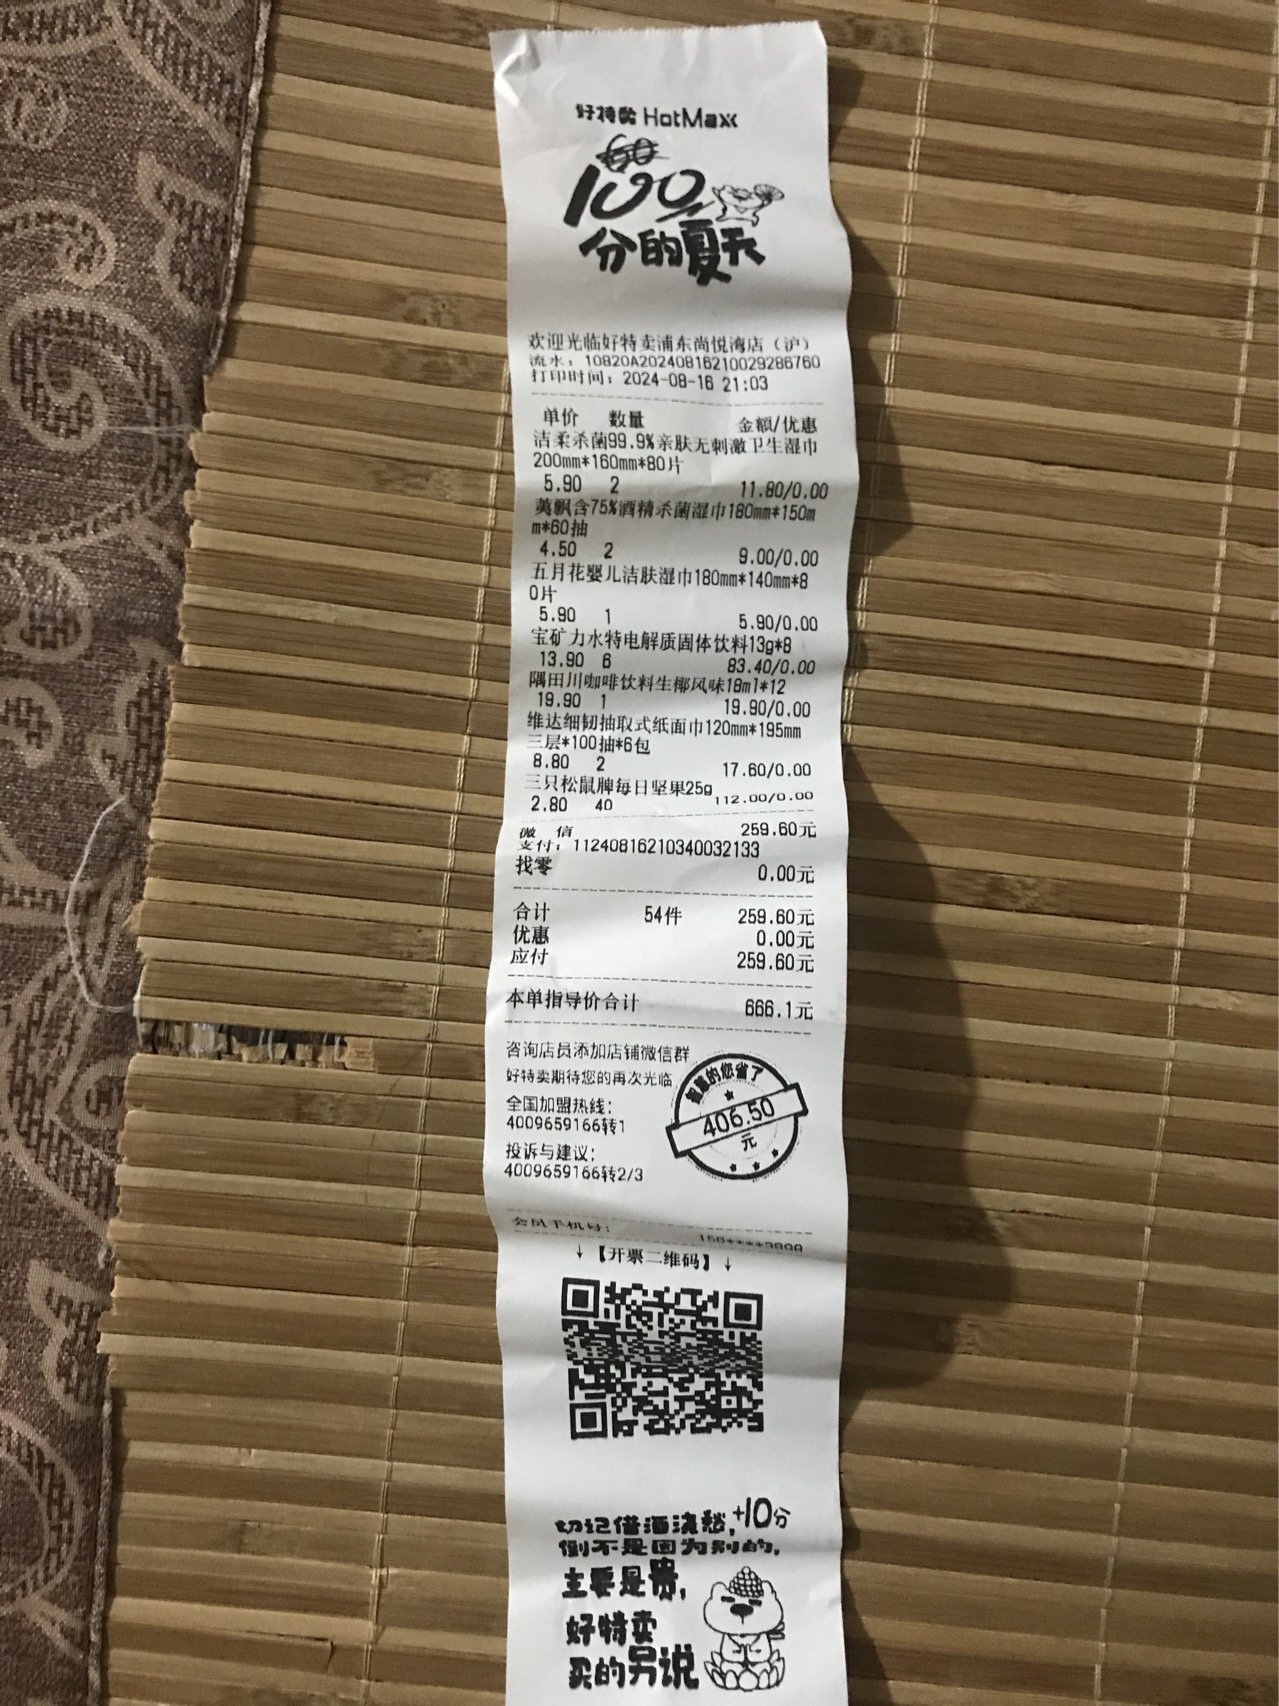 好特卖 HotMaxx
60
100
分的夏天
欢迎光临好特卖浦东尚悦湾店（沪）
流水：10820A20240816210029286760
打印时间：2024-08-16 21:03
单价 数量 金额/优惠
洁柔杀菌99.9%亲肤无刺激卫生湿巾
200mm*160mm*80片
5.90 2 11.80/0.00
英飘含75%酒精杀菌湿巾180mm*150m
m*60抽
4.50 2 9.00/0.00
五月花婴儿洁肤湿巾180mm*140mm*8
0片
5.90 1 5.90/0.00
宝矿力水特电解质固体饮料13g*8
13.90 6 83.40/0.00
隅田川咖啡饮料生椰风味18ml*12
19.90 1 19.90/0.00
维达细韧抽取式纸面巾120mm*195mm
三层*100抽*6包
8.80 2 17.60/0.00
三只松鼠牌每日坚果25g
2.80 40 112.00/0.00
微 信 259.60元
支付：11240816210340032133
找零 0.00元
合计 54件 259.60元
优惠 0.00元
应付 259.60元
本单指导价合计 666.1元
咨询店员添加店铺微信群
好特卖期待您的再次光临
全国加盟热线：
4009659166转1
投诉与建议：
4009659166转2/3
聪慧的您省了
406.50
元
会员手机号：
↓【开票二维码】↓
切记借酒浇愁，+10分
倒不是因为别的，
主要是贵，
好特卖
买的另说